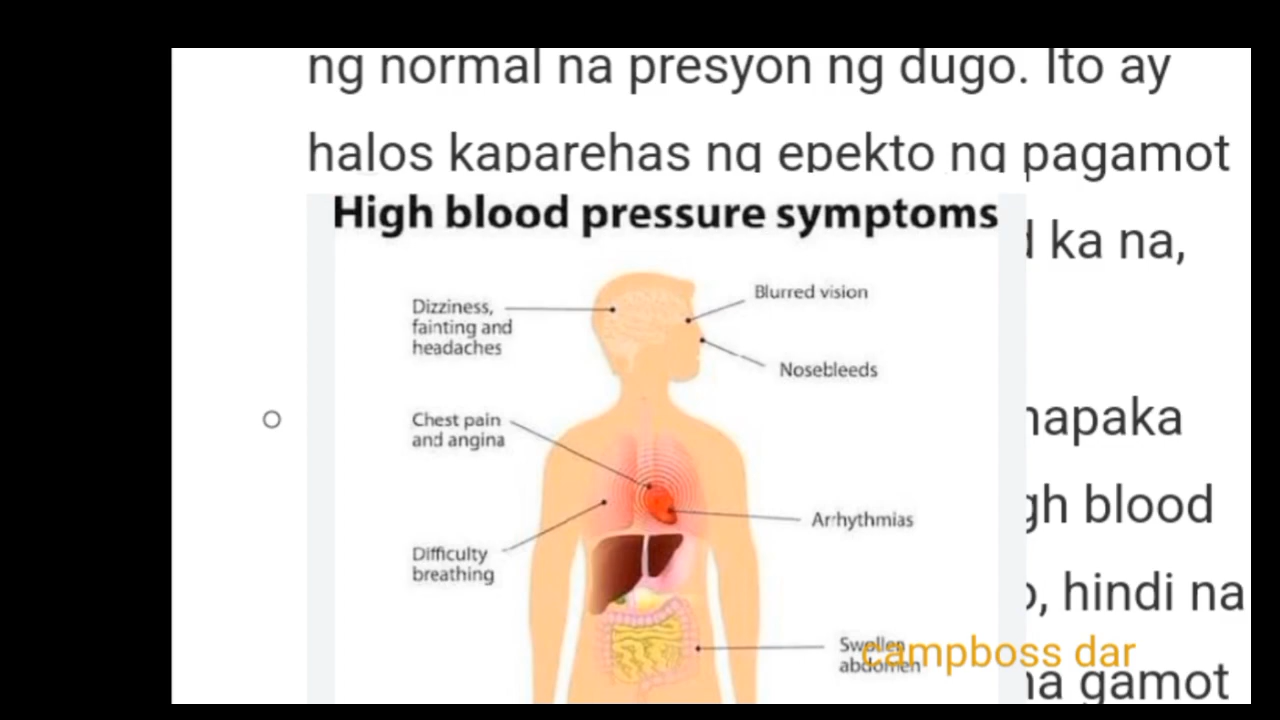 ng normal na presyon ng dugo. Ito ay
halos kaparehas ng epekto ng pagamot
High blood pressure symptoms
ka na,
Dizziness,
fainting and
headaches
Blurred vision
Nosebleeds
Chest pain
and angina
Arrhythmias
Difficulty
breathing
Swollen
abdomen
napaka
blood
hindi na
gamot
campboss dar